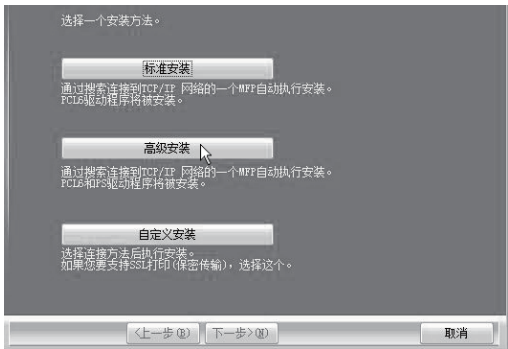 选择一个安装方法。
标准安装
通过搜索连接到TCP/IP 网络的一个MFP自动执行安装。
PCL6驱动程序将被安装。
高级安装
通过搜索连接到TCP/IP 网络的一个MFP自动执行安装。
PCL6和PS驱动程序将被安装。
自定义安装
选择连接方法后执行安装。
如果您要支持SSL打印(保密传输)，选择这个。
<上一步(B) 下一步>(N) 取消